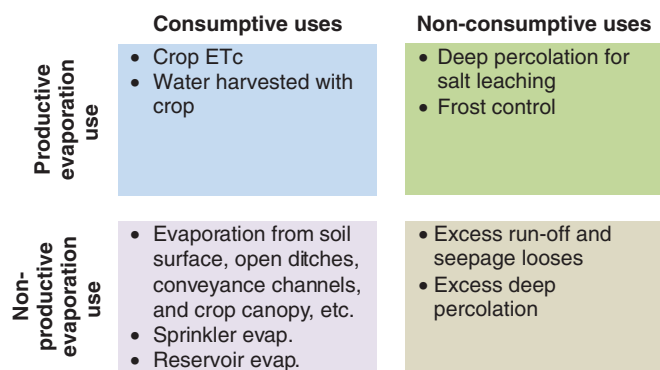 Consumptive uses
Non-consumptive uses
Productive
evaporation
use
• Crop ETc
• Water harvested with
crop
• Deep percolation for
salt leaching
• Frost control
Non-
productive
evaporation
use
• Evaporation from soil
surface, open ditches,
conveyance channels,
and crop canopy, etc.
• Sprinkler evap.
• Reservoir evap.
• Excess run-off and
seepage looses
• Excess deep
percolation